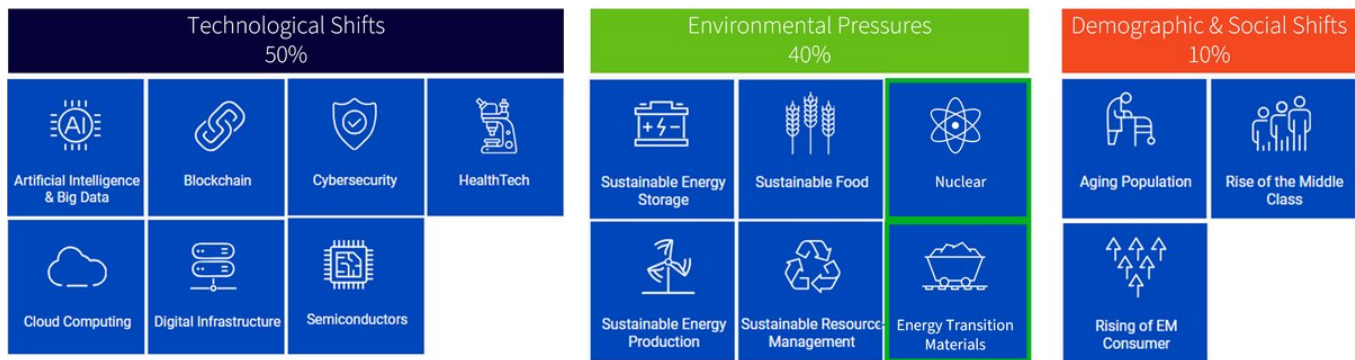 Technological Shifts
50%
Environmental Pressures
40%
Demographic & Social Shifts
10%
AI
Artificial Intelligence
& Big Data
Blockchain
Cybersecurity
HealthTech
Sustainable Energy
Storage
Sustainable Food
Nuclear
Aging Population
Rise of the Middle
Class
Cloud Computing
Digital Infrastructure
Semiconductors
Sustainable Energy
Production
Sustainable Resource
Management
Energy Transition
Materials
Rising of EM
Consumer